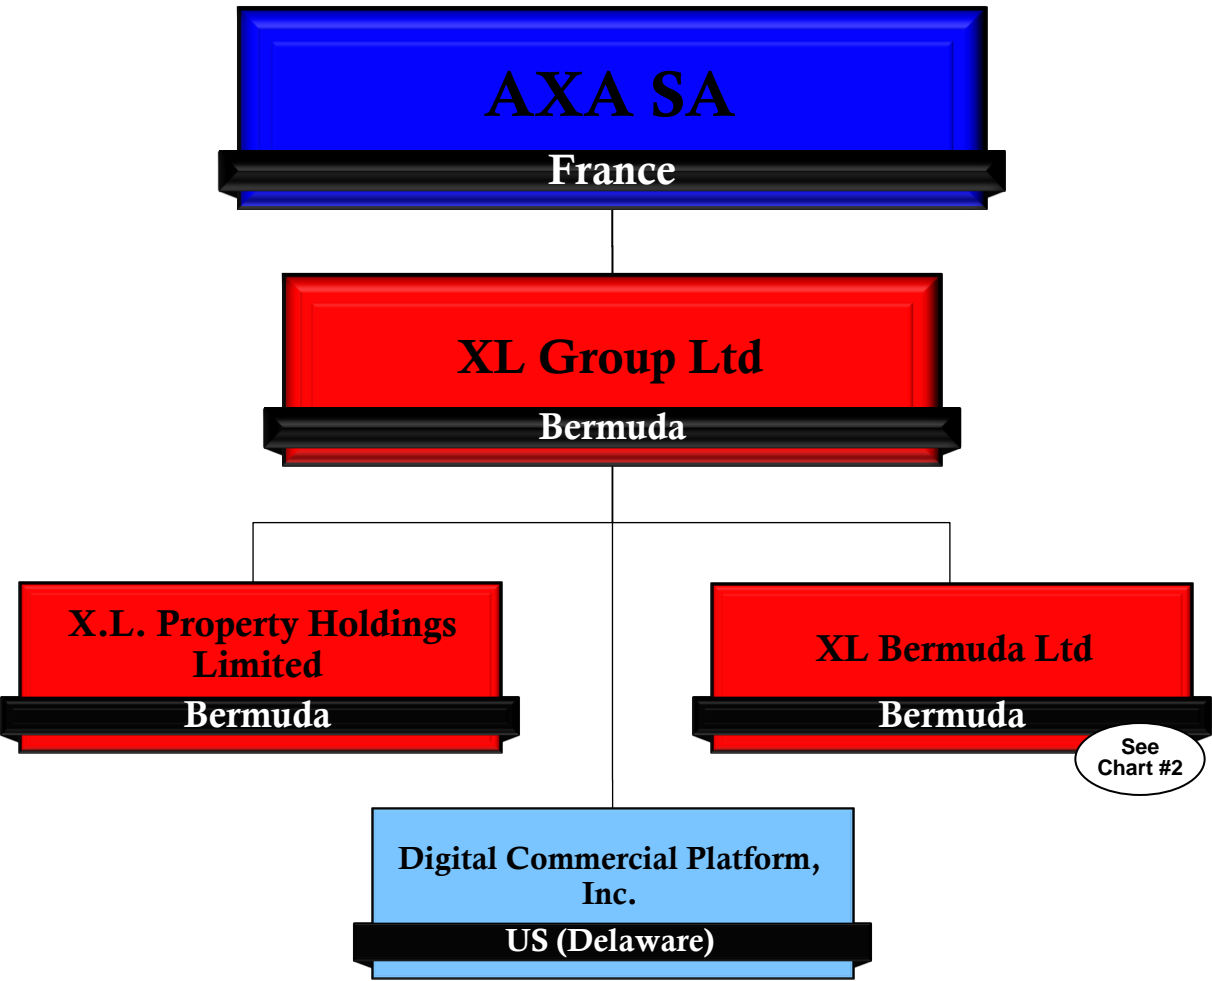 AXA SA
France
XL Group Ltd
Bermuda
X.L. Property Holdings
Limited
Bermuda
XL Bermuda Ltd
Bermuda
See
Chart #2
Digital Commercial Platform,
Inc.
US (Delaware)